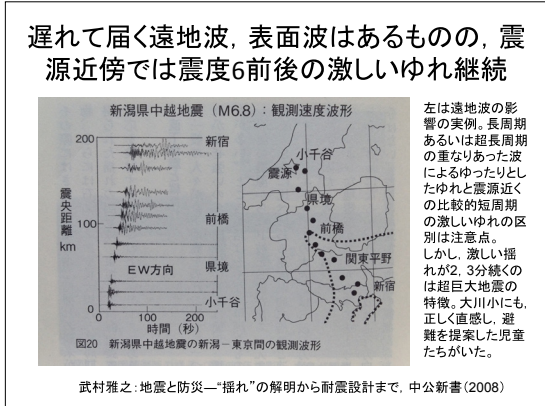 遅れて届く遠地波，表面波はあるものの，震
源近傍では震度6前後の激しいゆれ継続
新潟県中越地震（M6.8）：観測速度波形
200
100
0
震央距離
km
新宿
前橋
県境
小千谷
EW方向
0
100
200
時間（秒）
小千谷
震源
県境
前橋
関東平野
新宿
図20　新潟県中越地震の新潟－東京間の観測波形
左は遠地波の影
響の実例。長周期
あるいは超長周期
の重なりあった波
によるゆったりとし
たゆれと震源近く
の比較的短周期
の激しいゆれの区
別は注意点。
しかし，激しい揺
れが2，3分続くの
は超巨大地震の
特徴。大川小にも，
正しく直感し，避
難を提案した児童
たちがいた。
武村雅之：地震と防災―“揺れ”の解明から耐震設計まで，中公新書（2008）